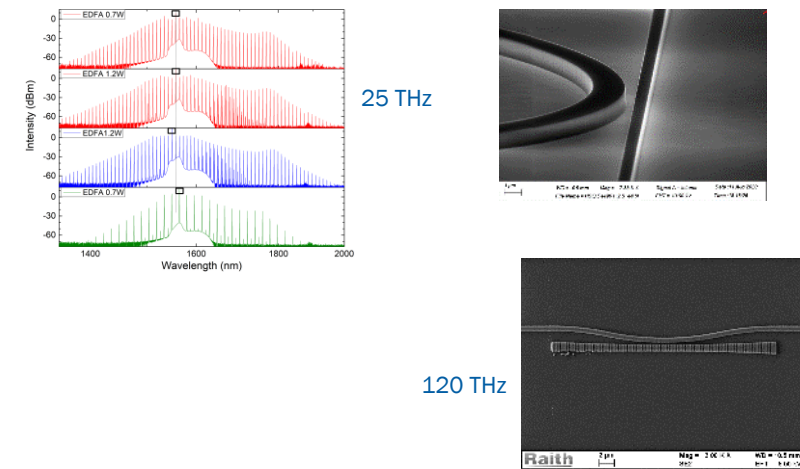 EDFA 0.7W
0
-30
-60
EDFA 1.2W
0
-30
-60
EDFA1.2W
0
-30
-60
EDFA 0.7W
0
-30
-60
Intensity (dBm)
1400 1600 1800 2000
Wavelength (nm)
25 THz
120 THz
Raith
2 µm
Mag =
WD =